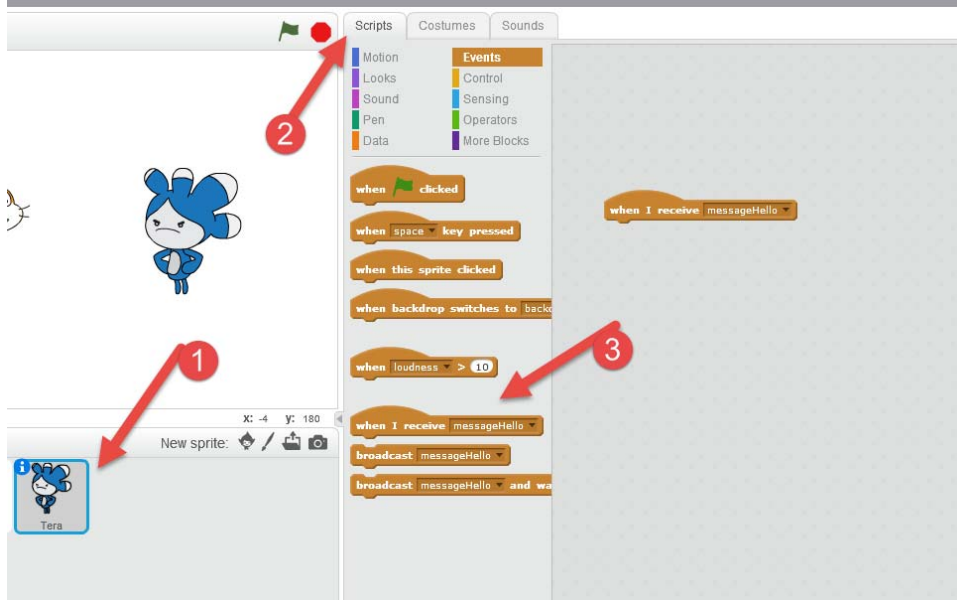 Scripts Costumes Sounds
Motion Events
Looks Control
Sound Sensing
Pen Operators
Data More Blocks
2
when clicked
when space key pressed
when this sprite clicked
when backdrop switches to
when loudness > 10
when I receive messageHello
broadcast messageHello
broadcast messageHello and
when I receive messageHello
3
1
X: -4 y: 180
New sprite:
i
Tera